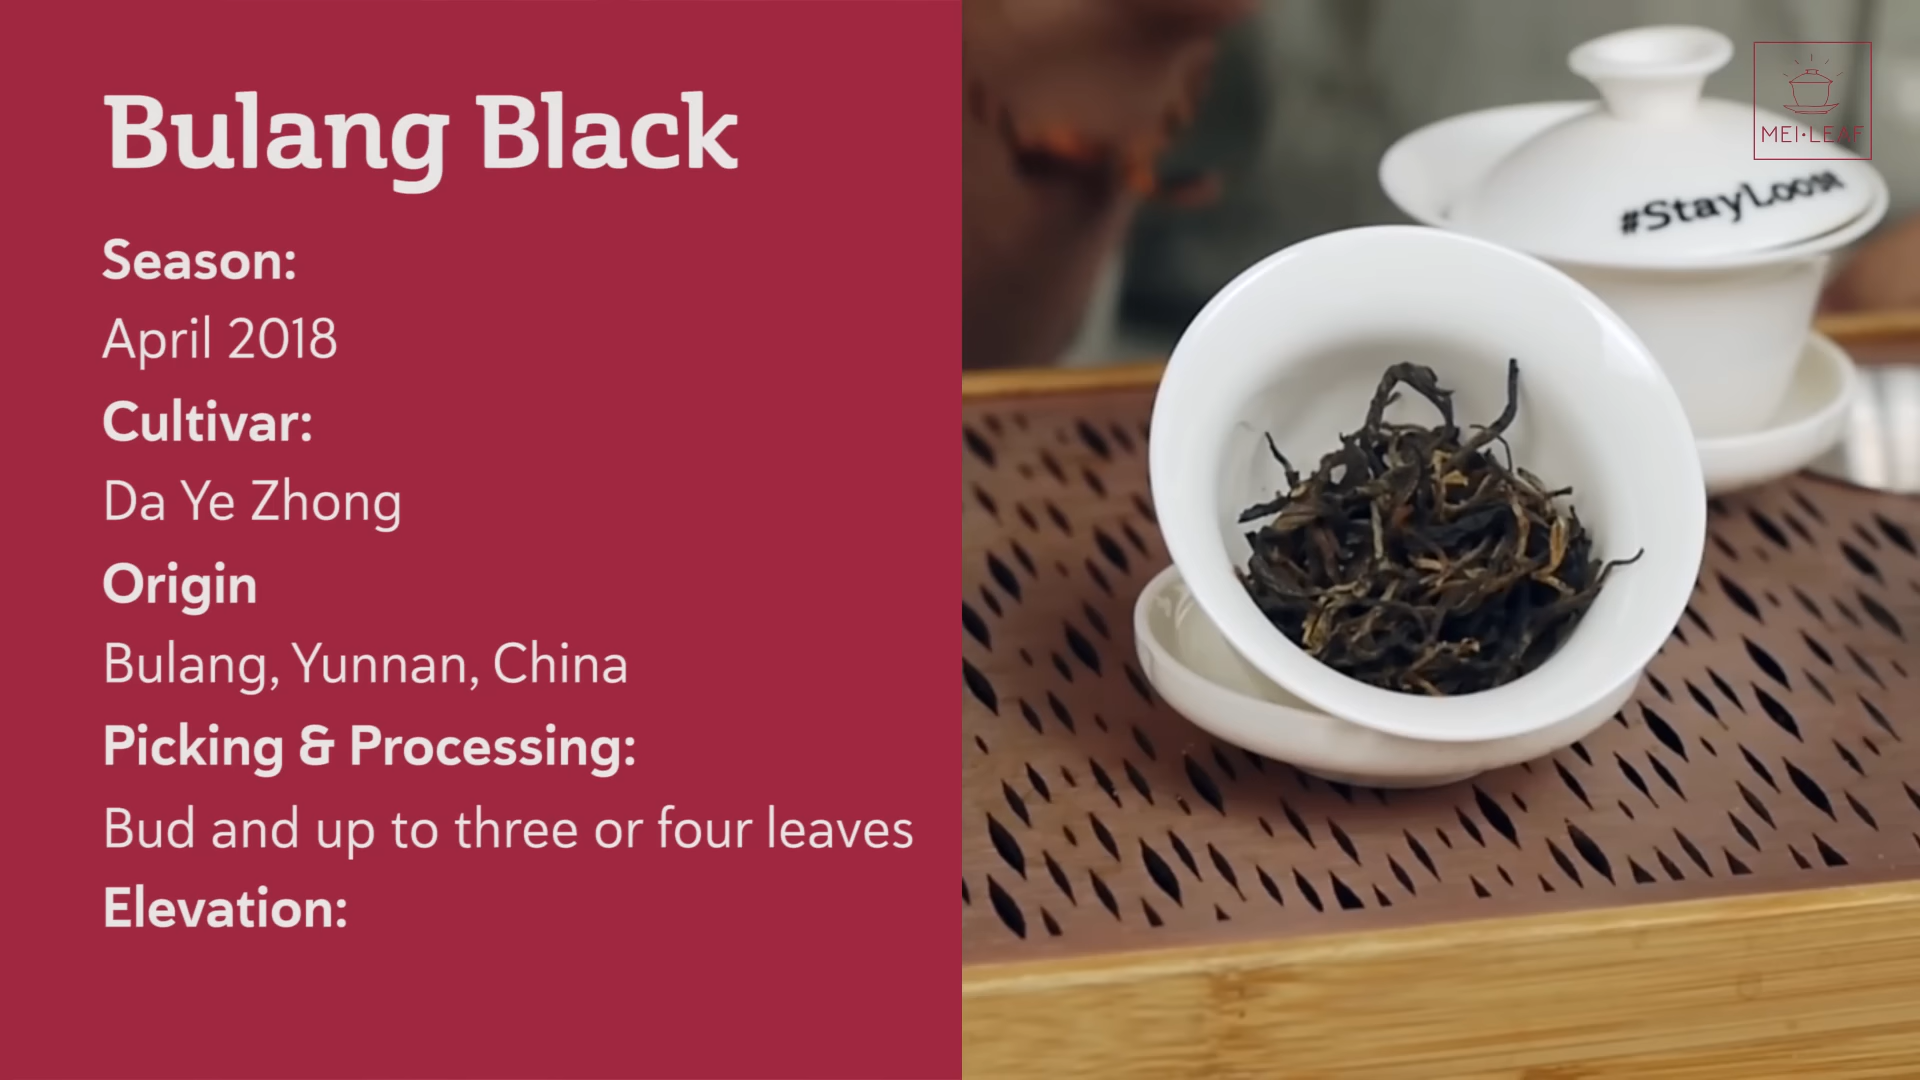 Bulang Black
Season:
April 2018
Cultivar:
Da Ye Zhong
Origin
Bulang, Yunnan, China
Picking & Processing:
Bud and up to three or four leaves
Elevation:
MEI·LEAF
#StayLoose